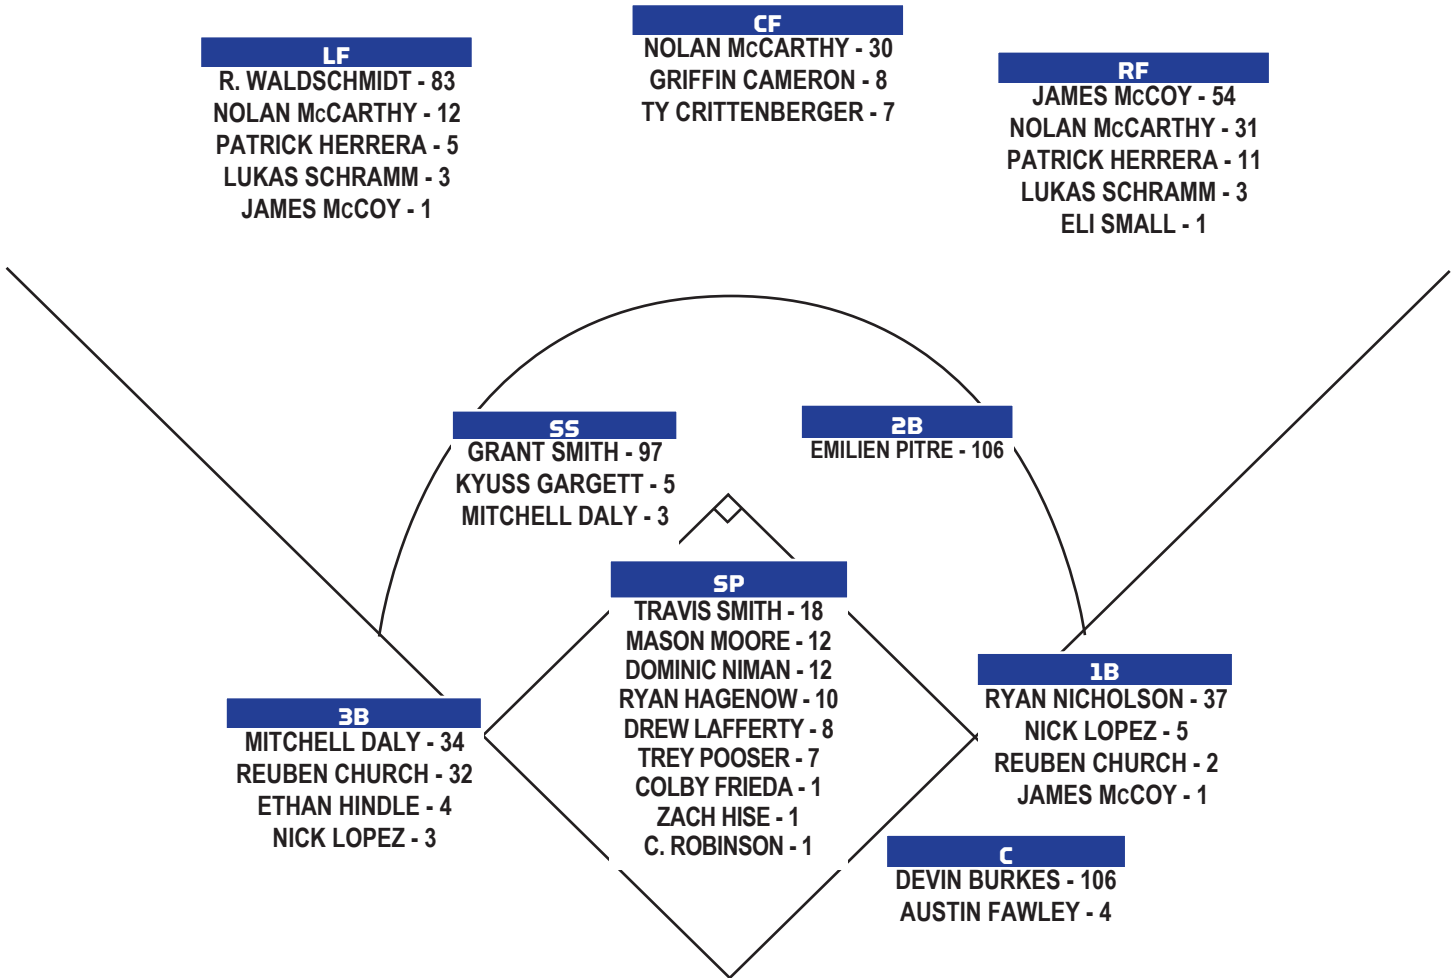 LF
R. WALDSCHMIDT - 83
NOLAN McCARTHY - 12
PATRICK HERRERA - 5
LUKAS SCHRAMM - 3
JAMES McCOY - 1
CF
NOLAN McCARTHY - 30
GRIFFIN CAMERON - 8
TY CRITTENBERGER - 7
RF
JAMES McCOY - 54
NOLAN McCARTHY - 31
PATRICK HERRERA - 11
LUKAS SCHRAMM - 3
ELI SMALL - 1
SS
GRANT SMITH - 97
KYUSS GARGETT - 5
MITCHELL DALY - 3
2B
EMILIEN PITRE - 106
SP
TRAVIS SMITH - 18
MASON MOORE - 12
DOMINIC NIMAN - 12
RYAN HAGENOW - 10
DREW LAFFERTY - 8
TREY POOSER - 7
COLBY FRIEDA - 1
ZACH HISE - 1
C. ROBINSON - 1
3B
MITCHELL DALY - 34
REUBEN CHURCH - 32
ETHAN HINDLE - 4
NICK LOPEZ - 3
1B
RYAN NICHOLSON - 37
NICK LOPEZ - 5
REUBEN CHURCH - 2
JAMES McCOY - 1
C
DEVIN BURKES - 106
AUSTIN FAWLEY - 4